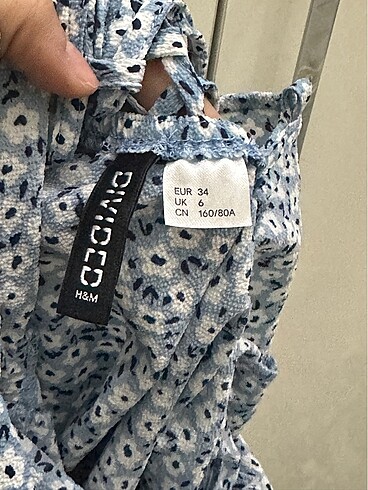 DIVIDED
H&M
EUR 34
UK 6
CN 160/80A